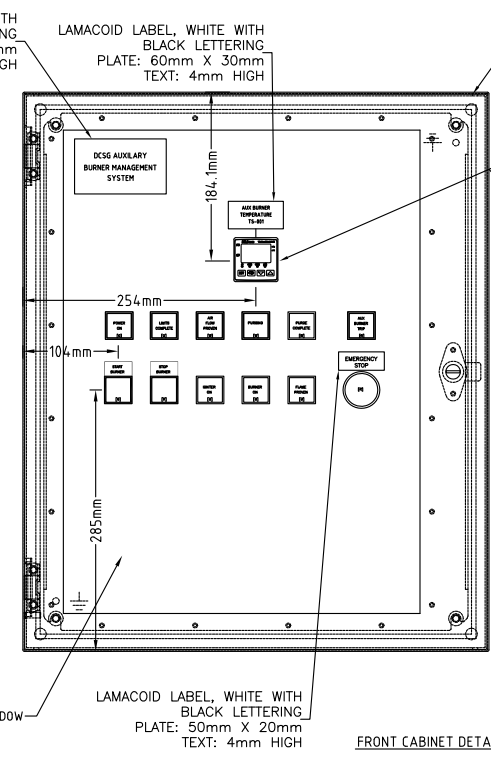 TH
NG
mm
GH
LAMACOID LABEL, WHITE WITH
BLACK LETTERING
PLATE: 60mm X 30mm
TEXT: 4mm HIGH
DCSG AUXILARY
BURNER MANAGEMENT
SYSTEM
184.1mm
AUX BURNER
TEMPERATURE
TS-001
254mm
POWER
ON
LIMITS
COMPLETE
AIR
FLOW
PROVEN
PURGING
PURGE
COMPLETE
AUX
BURNER
TRIP
104mm
START
BURNER
STOP
BURNER
IGNITER
ON
BURNER
ON
FLAME
PROVEN
EMERGENCY
STOP
285mm
DOW
LAMACOID LABEL, WHITE WITH
BLACK LETTERING
PLATE: 50mm X 20mm
TEXT: 4mm HIGH
FRONT CABINET DETA